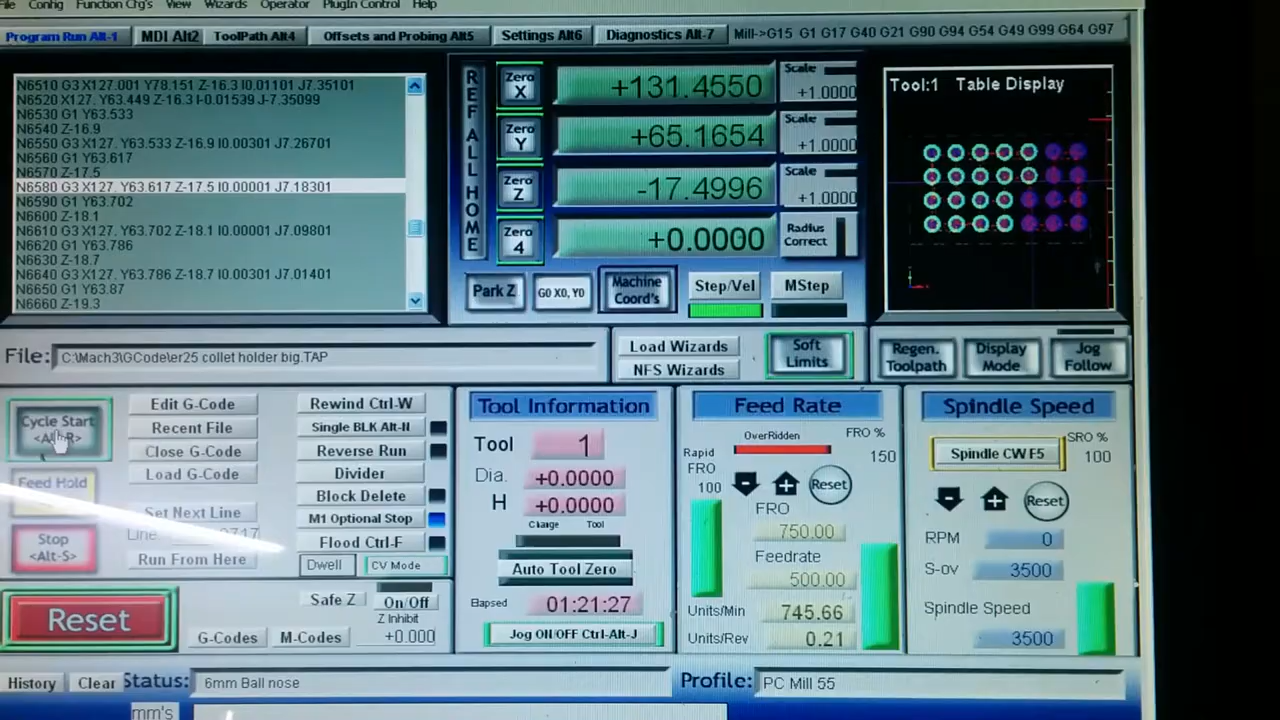 File Config Function Cfg's View Wizards Operator PlugIn Control Help
Program Run Alt-1 MDI Alt2 ToolPath Alt4 Offsets and Probing Alt5 Settings Alt6 Diagnostics Alt-7 Mill->G15 G1 G17 G40 G21 G90 G94 G54 G49 G99 G64 G97
N6510 G3 X127.001 Y78.151 Z-16.3 I0.01101 J7.35101
N6520 X127. Y63.449 Z-16.3 I-0.01539 J-7.35099
N6530 G1 Y63.533
N6540 Z-16.9
N6550 G3 X127. Y63.533 Z-16.9 I0.00301 J7.26701
N6560 G1 Y63.617
N6570 Z-17.5
N6580 G3 X127. Y63.617 Z-17.5 I0.00001 J7.18301
N6590 G1 Y63.702
N6600 Z-18.1
N6610 G3 X127. Y63.702 Z-18.1 I0.00001 J7.09801
N6620 G1 Y63.786
N6630 Z-18.7
N6640 G3 X127. Y63.786 Z-18.7 I0.00301 J7.01401
N6650 G1 Y63.87
N6660 Z-19.3
REF ALL HOME
Zero X +131.4550 Scale +1.0000
Zero Y +65.1654 Scale +1.0000
Zero Z -17.4996 Scale +1.0000
Zero 4 +0.0000 Radius Correct
Park Z G0 X0, Y0 Machine Coord's Step/Vel MStep
Tool:1 Table Display
File: C:\Mach3\GCode\er25 collet holder big.TAP
Load Wizards
NFS Wizards
Soft Limits
Regen. Toolpath
Display Mode
Jog Follow
Cycle Start
<Alt-R>
Feed Hold
Stop
<Alt-S>
Edit G-Code
Recent File
Close G-Code
Load G-Code
Set Next Line
Line:
Run From Here
Rewind Ctrl-W
Single BLK Alt-N
Reverse Run
Divider
Block Delete
M1 Optional Stop
Flood Ctrl-F
Dwell CV Mode
Reset
Safe Z On/Off
Z Inhibit
+0.000
G-Codes M-Codes
Tool Information
Tool 1
Dia. +0.0000
H +0.0000
Change Tool
Auto Tool Zero
Elapsed 01:21:27
Jog ON/OFF Ctrl-Alt-J
Feed Rate
OverRidden FRO %
Rapid FRO 100 150
Reset
FRO
750.00
Feedrate
500.00
Units/Min 745.66
Units/Rev 0.21
Spindle Speed
Spindle CW F5 SRO %
100
Reset
RPM 0
S-ov 3500
Spindle Speed
3500
History Clear Status: 6mm Ball nose Profile: PC Mill 55
mm's